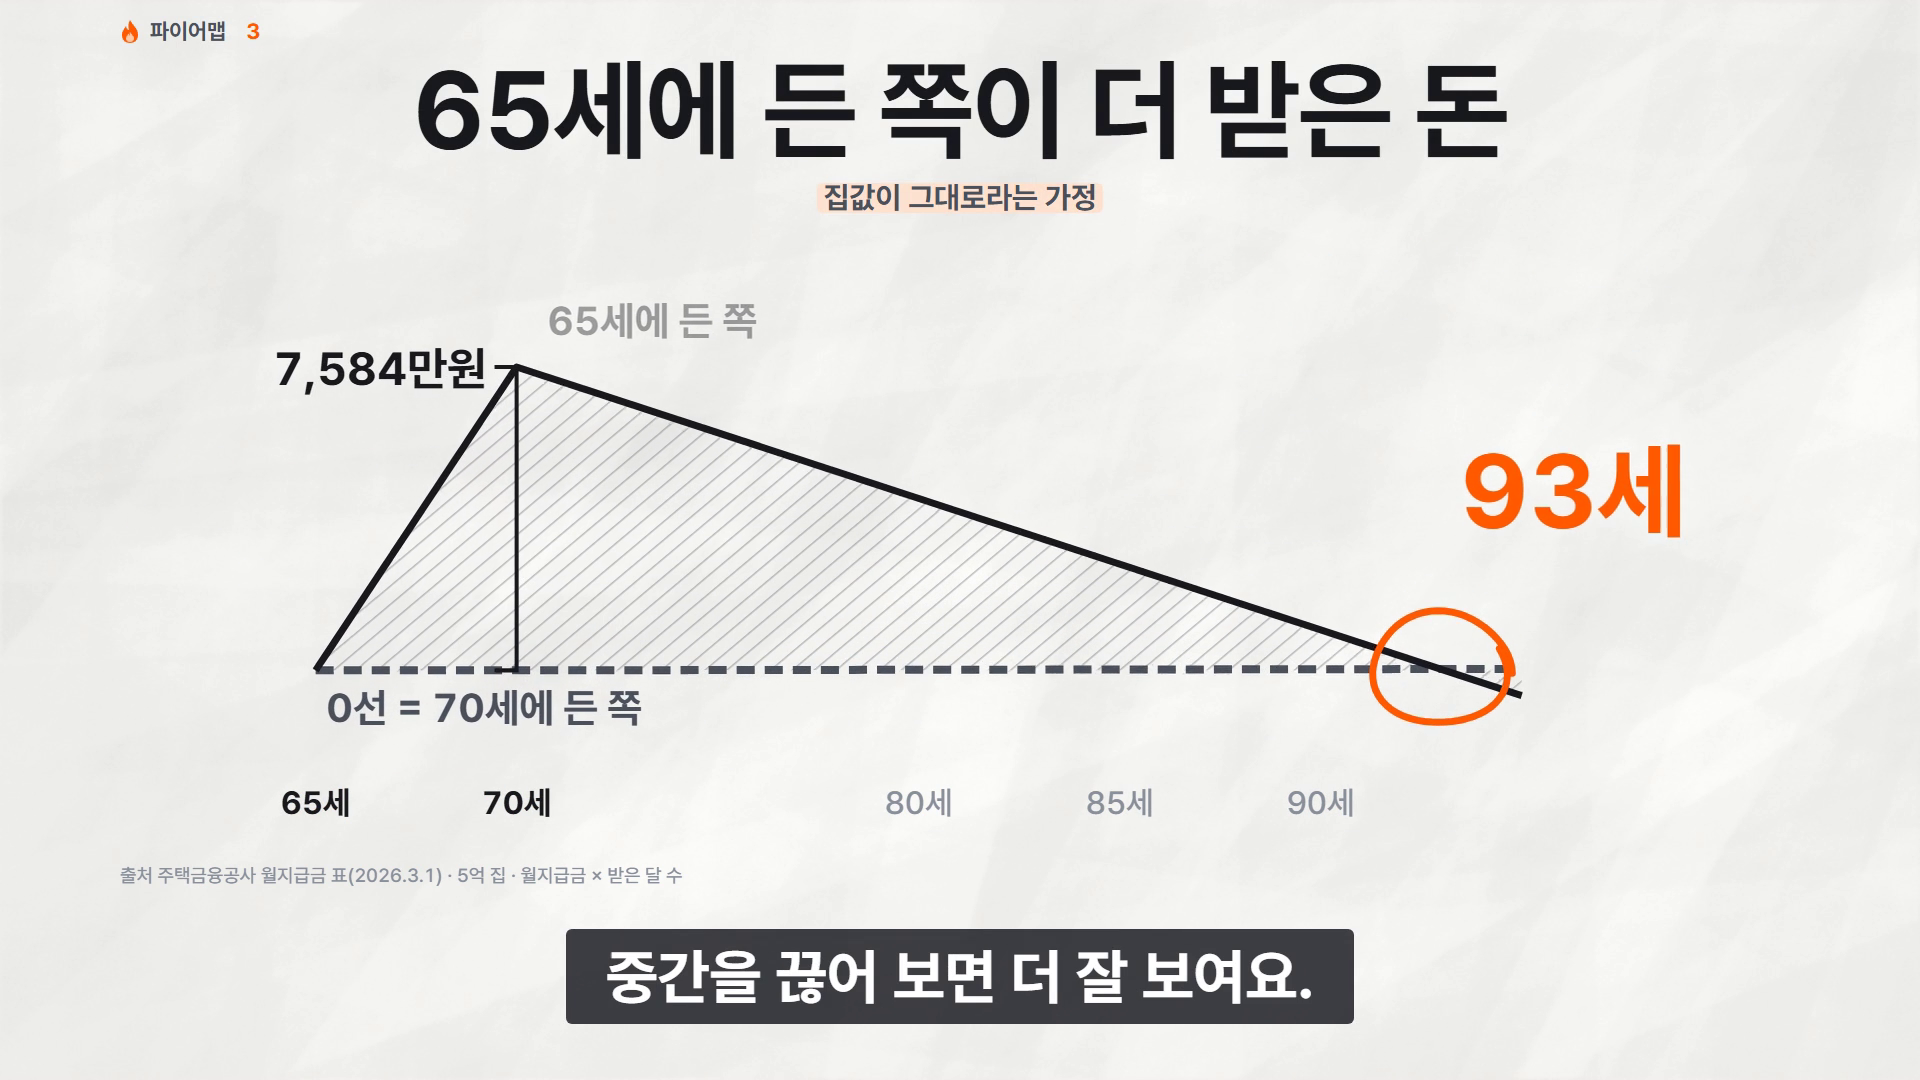 파이어맵 3
65세에 든 쪽이 더 받은 돈
집값이 그대로라는 가정
65세에 든 쪽
7,584만원
93세
0선 = 70세에 든 쪽
65세 70세 80세 85세 90세
출처 주택금융공사 월지급금 표(2026.3.1) · 5억 집 · 월지급금 × 받은 달 수
중간을 끊어 보면 더 잘 보여요.